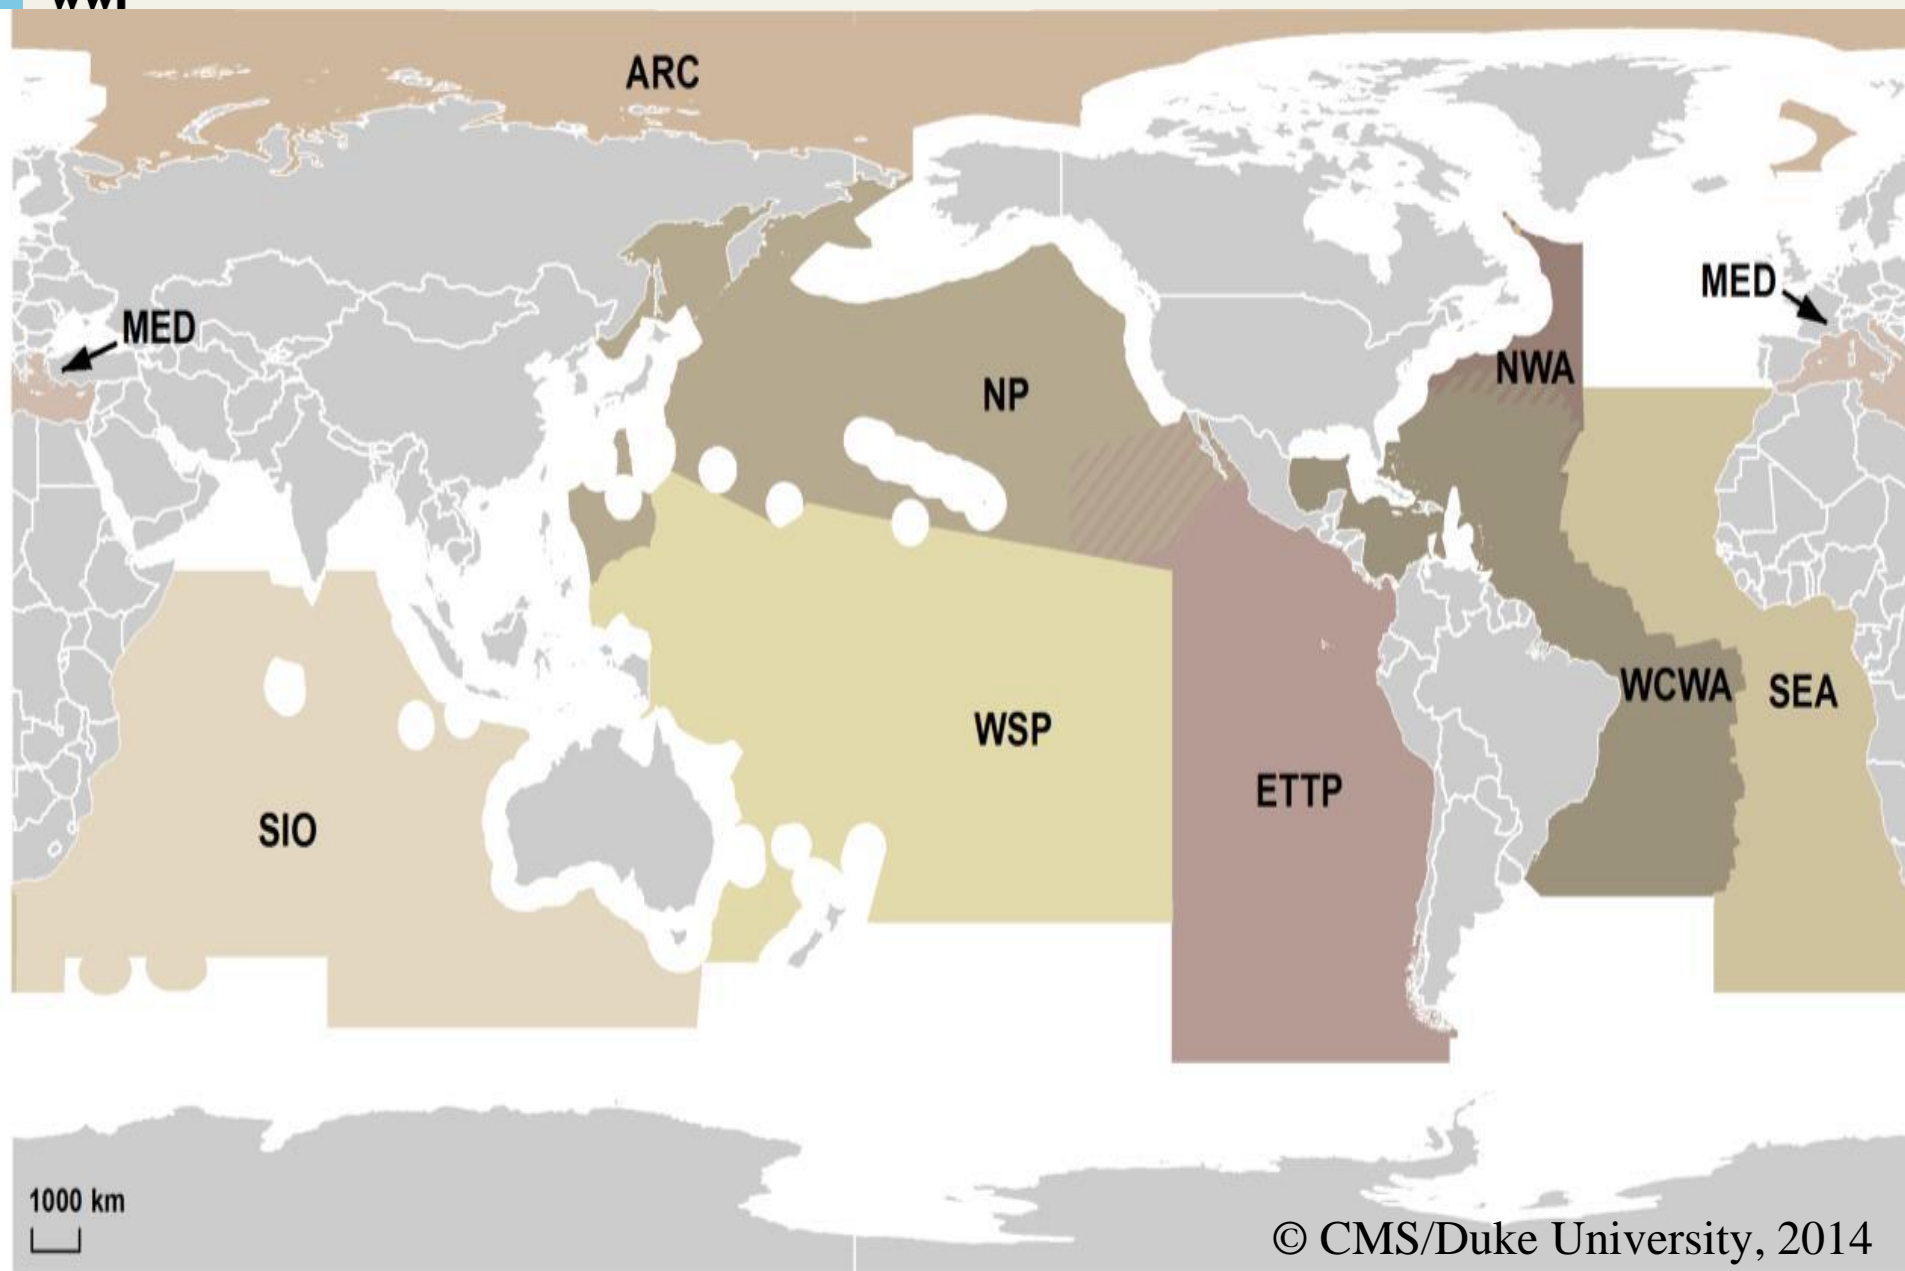 ARC
MED
MED
NP
NWA
WCWA
SEA
WSP
ETTP
SIO
1000 km
© CMS/Duke University, 2014